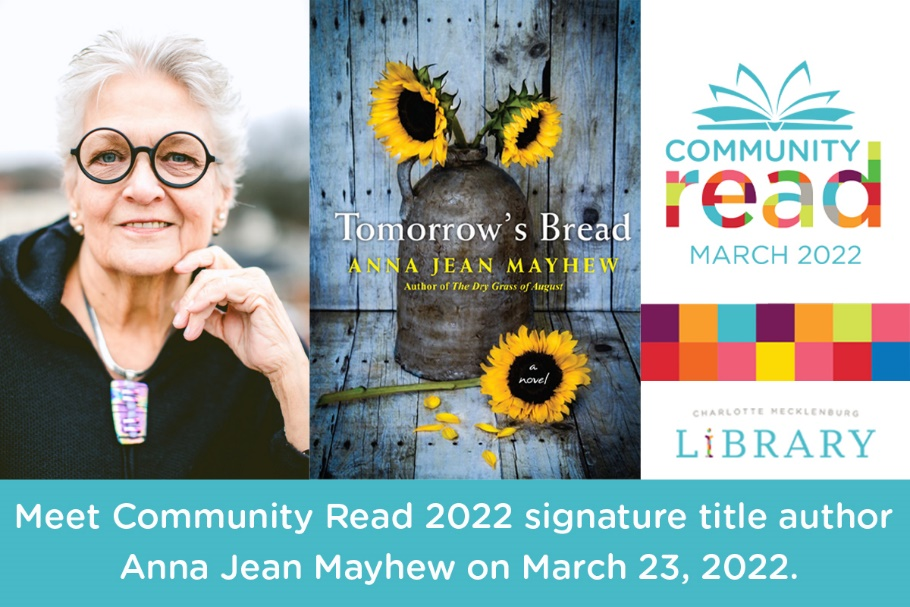 Tomorrow's Bread
ANNA JEAN MAYHEW
Author of The Dry Grass of August
a
novel
COMMUNITY
read
MARCH 2022
CHARLOTTE MECKLENBURG
LIBRARY
Meet Community Read 2022 signature title author
Anna Jean Mayhew on March 23, 2022.